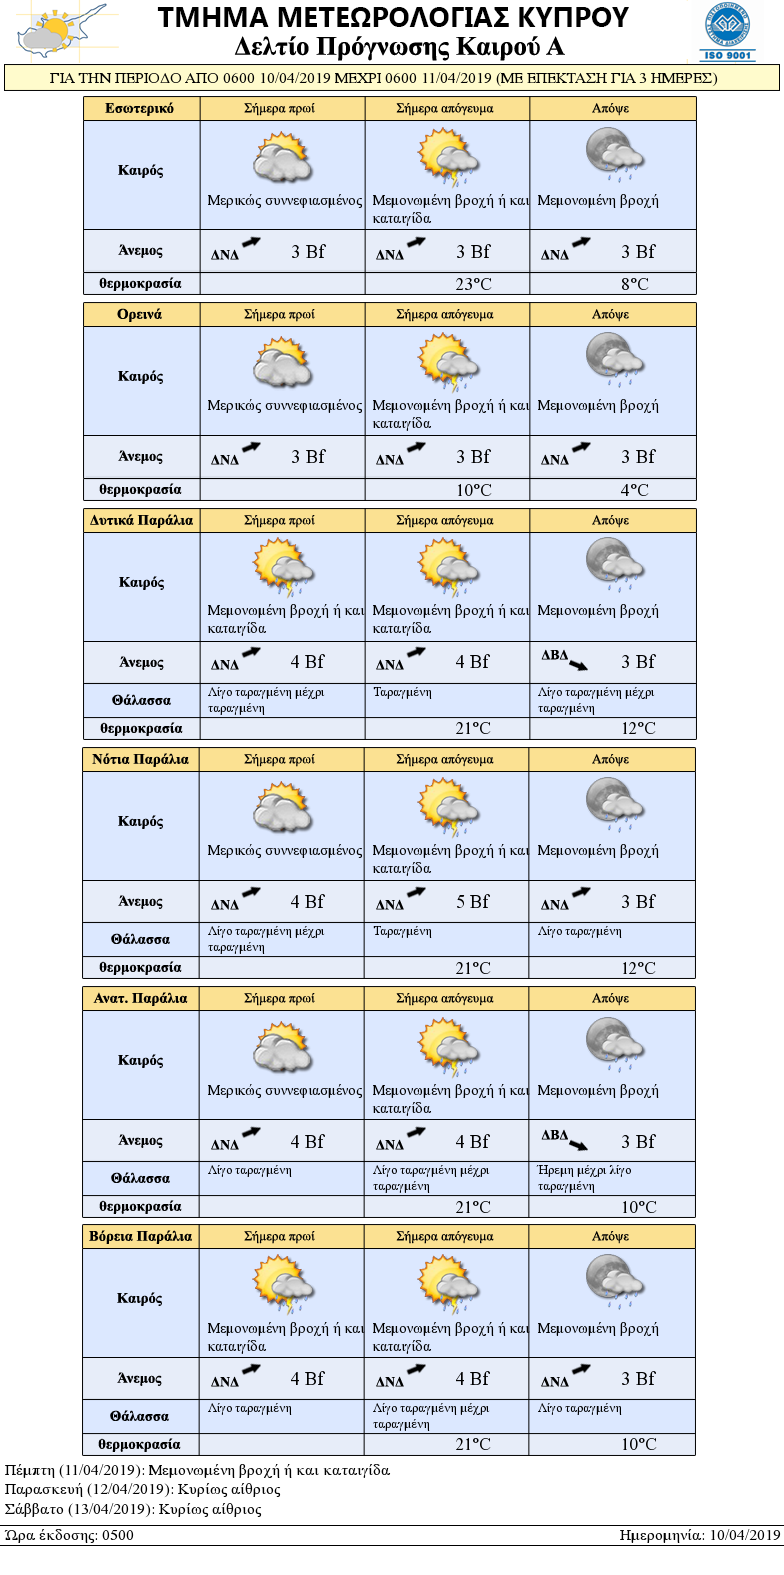 ΤΜΗΜΑ ΜΕΤΕΩΡΟΛΟΓΙΑΣ ΚΥΠΡΟΥ
Δελτίο Πρόγνωσης Καιρού Α
ISO 9001
ΓΙΑ ΤΗΝ ΠΕΡΙΟΔΟ ΑΠΟ 0600 10/04/2019 ΜΕΧΡΙ 0600 11/04/2019 (ΜΕ ΕΠΕΚΤΑΣΗ ΓΙΑ 3 ΗΜΕΡΕΣ)
Εσωτερικό Σήμερα πρωί Σήμερα απόγευμα Απόψε
Καιρός
Μερικώς συννεφιασμένος Μεμονωμένη βροχή ή και Μεμονωμένη βροχή
καταιγίδα
Άνεμος ΔΝΔ 3 Bf ΔΝΔ 3 Bf ΔΝΔ 3 Bf
θερμοκρασία 23°C 8°C
Ορεινά Σήμερα πρωί Σήμερα απόγευμα Απόψε
Καιρός
Μερικώς συννεφιασμένος Μεμονωμένη βροχή ή και Μεμονωμένη βροχή
καταιγίδα
Άνεμος ΔΝΔ 3 Bf ΔΝΔ 3 Bf ΔΝΔ 3 Bf
θερμοκρασία 10°C 4°C
Δυτικά Παράλια Σήμερα πρωί Σήμερα απόγευμα Απόψε
Καιρός
Μεμονωμένη βροχή ή και Μεμονωμένη βροχή ή και Μεμονωμένη βροχή
καταιγίδα καταιγίδα
Άνεμος ΔΝΔ 4 Bf ΔΝΔ 4 Bf ΔΒΔ 3 Bf
Θάλασσα Λίγο ταραγμένη μέχρι Ταραγμένη Λίγο ταραγμένη μέχρι
ταραγμένη ταραγμένη
θερμοκρασία 21°C 12°C
Νότια Παράλια Σήμερα πρωί Σήμερα απόγευμα Απόψε
Καιρός
Μερικώς συννεφιασμένος Μεμονωμένη βροχή ή και Μεμονωμένη βροχή
καταιγίδα
Άνεμος ΔΝΔ 4 Bf ΔΝΔ 5 Bf ΔΝΔ 3 Bf
Θάλασσα Λίγο ταραγμένη μέχρι Ταραγμένη Λίγο ταραγμένη
ταραγμένη
θερμοκρασία 21°C 12°C
Ανατ. Παράλια Σήμερα πρωί Σήμερα απόγευμα Απόψε
Καιρός
Μερικώς συννεφιασμένος Μεμονωμένη βροχή ή και Μεμονωμένη βροχή
καταιγίδα
Άνεμος ΔΝΔ 4 Bf ΔΝΔ 4 Bf ΔΒΔ 3 Bf
Θάλασσα Λίγο ταραγμένη Λίγο ταραγμένη μέχρι Ήρεμη μέχρι λίγο
ταραγμένη ταραγμένη
θερμοκρασία 21°C 10°C
Βόρεια Παράλια Σήμερα πρωί Σήμερα απόγευμα Απόψε
Καιρός
Μεμονωμένη βροχή ή και Μεμονωμένη βροχή ή και Μεμονωμένη βροχή
καταιγίδα καταιγίδα
Άνεμος ΔΝΔ 4 Bf ΔΝΔ 4 Bf ΔΝΔ 3 Bf
Θάλασσα Λίγο ταραγμένη Λίγο ταραγμένη μέχρι Λίγο ταραγμένη
ταραγμένη
θερμοκρασία 21°C 10°C
Πέμπτη (11/04/2019): Μεμονωμένη βροχή ή και καταιγίδα
Παρασκευή (12/04/2019): Κυρίως αίθριος
Σάββατο (13/04/2019): Κυρίως αίθριος
Ώρα έκδοσης: 0500 Ημερομηνία: 10/04/2019